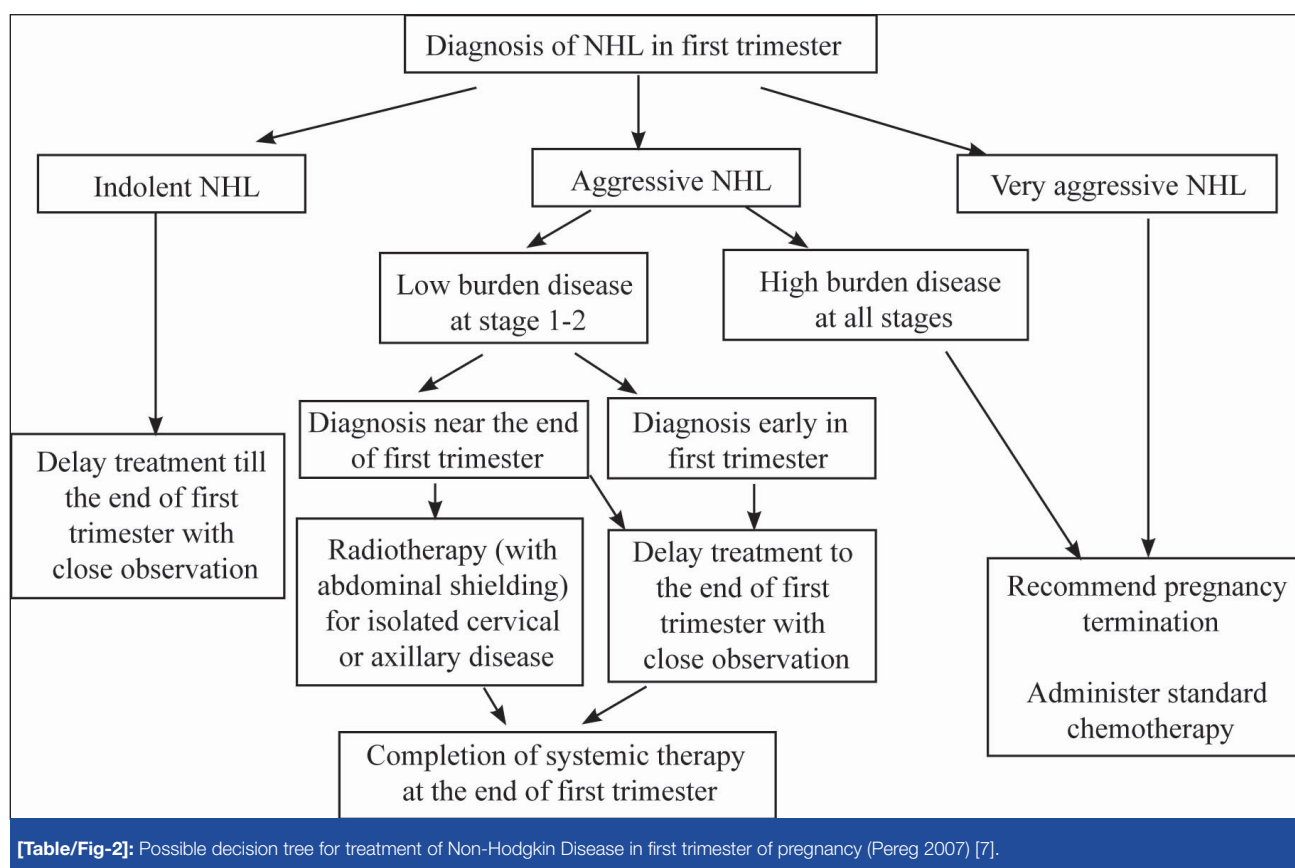 Diagnosis of NHL in first trimester
Indolent NHL
Aggressive NHL
Very aggressive NHL
Low burden disease
at stage 1-2
High burden disease
at all stages
Diagnosis near the end
of first trimester
Diagnosis early in
first trimester
Delay treatment till
the end of first
trimester with
close observation
Radiotherapy (with
abdominal shielding)
for isolated cervical
or axillary disease
Delay treatment to
the end of first
trimester with
close observation
Recommend pregnancy
termination
Administer standard
chemotherapy
Completion of systemic therapy
at the end of first trimester
[Table/Fig-2]: Possible decision tree for treatment of Non-Hodgkin Disease in first trimester of pregnancy (Pereg 2007) [7].